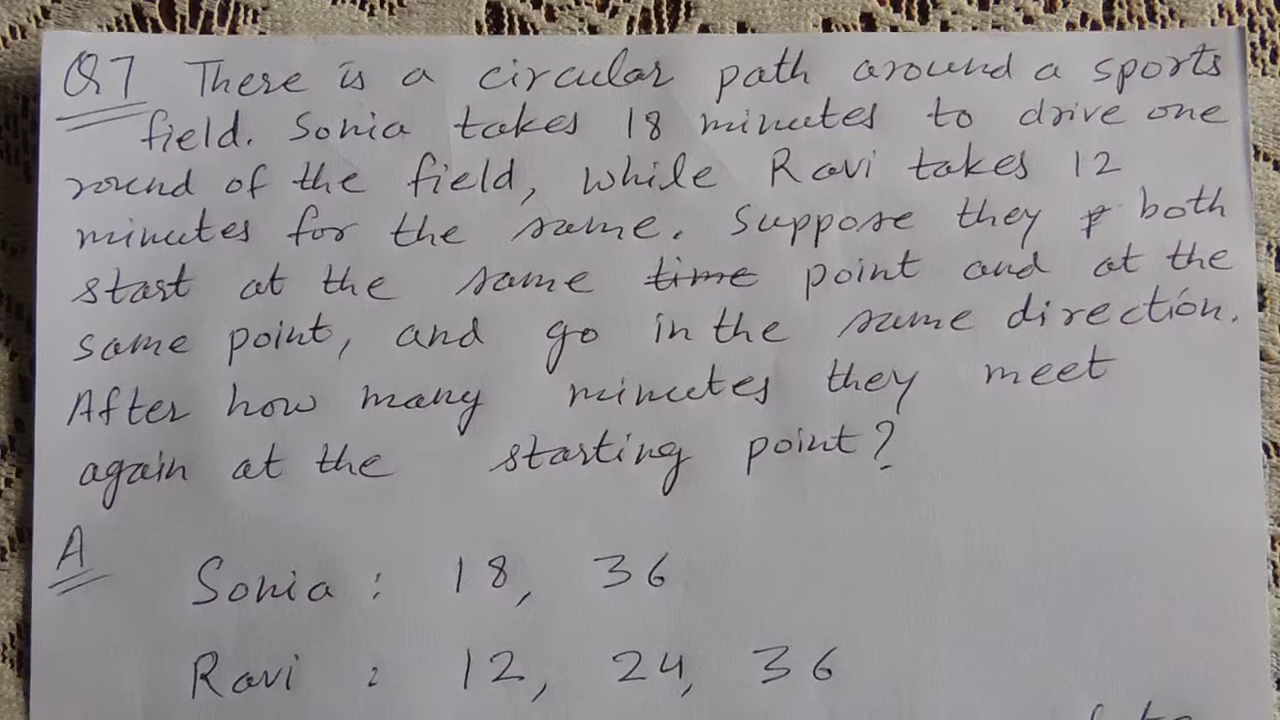 Q7 There is a circular path around a sports
field. Sonia takes 18 minutes to drive one
round of the field, while Ravi takes 12
minutes for the same. Suppose they both
start at the same time point and at the
same point, and go in the same direction.
After how many minutes they meet
again at the starting point?
A
Sonia : 18, 36
Ravi : 12, 24, 36